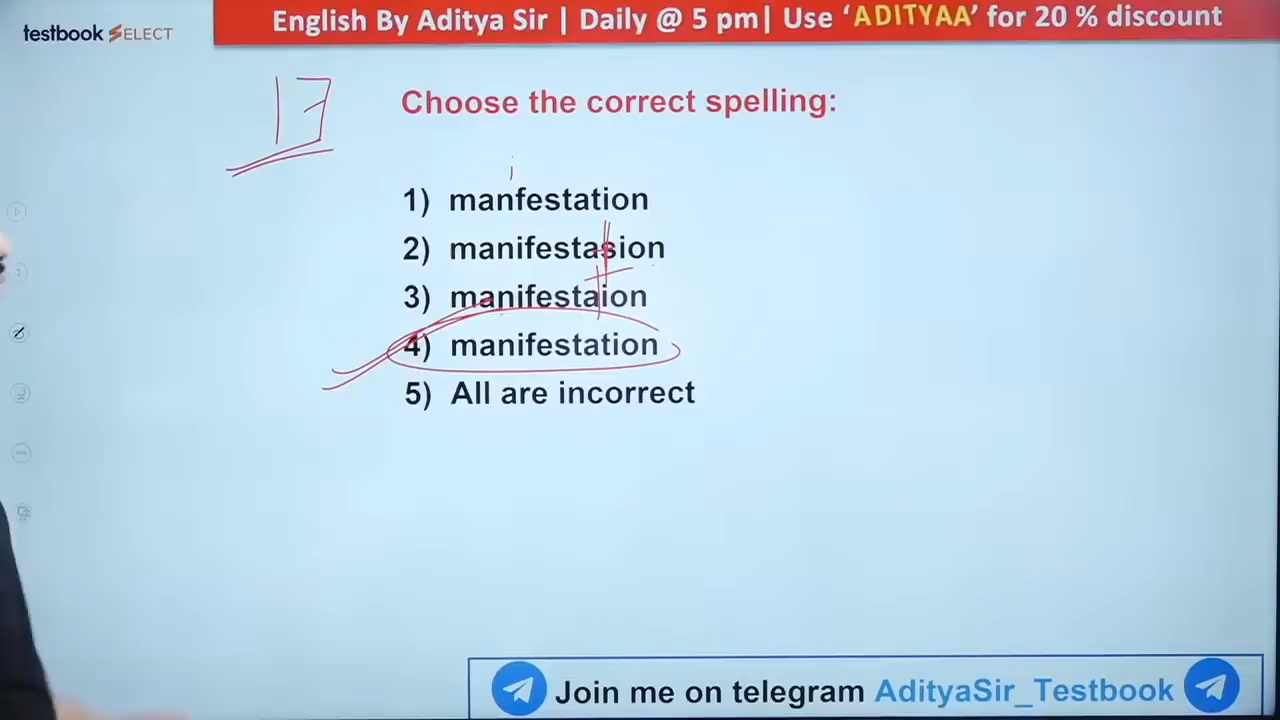 testbook SELECT
English By Aditya Sir | Daily @ 5 pm| Use ‘ADITYAA’ for 20 % discount
17
Choose the correct spelling:
i
1) manfestation
2) manifestasion
3) manifestaion
4) manifestation
5) All are incorrect
Join me on telegram AdityaSir_Testbook